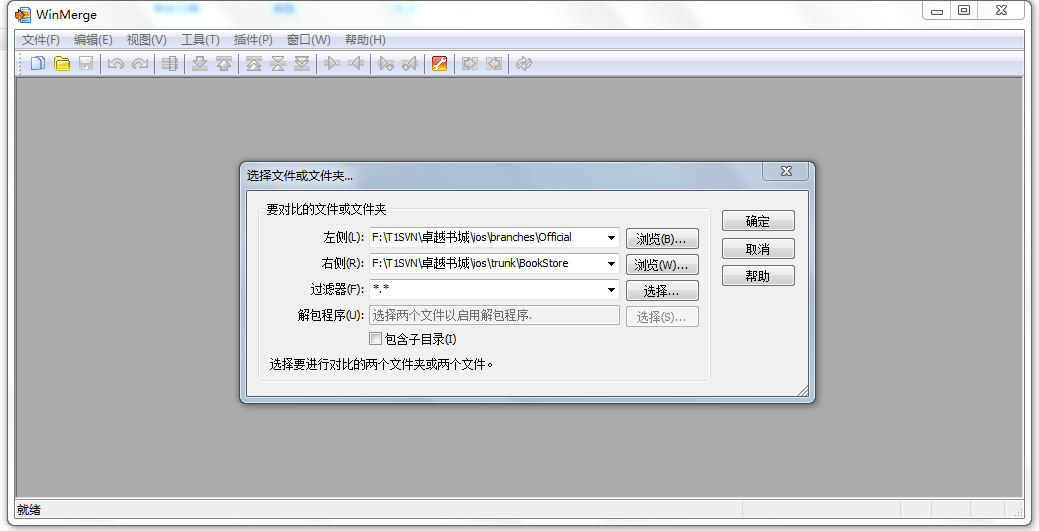 WinMerge
文件(F) 编辑(E) 视图(V) 工具(T) 插件(P) 窗口(W) 帮助(H)
选择文件或文件夹...
要对比的文件或文件夹
左侧(L): F:\T1SVN\卓越书城\ios\branches\Official 浏览(B)... 确定
右侧(R): F:\T1SVN\卓越书城\ios\trunk\BookStore 浏览(W)... 取消
过滤器(F): *.* 选择... 帮助
解包程序(U): 选择两个文件以启用解包程序. 选择(S)...
包含子目录(I)
选择要进行对比的两个文件夹或两个文件。
就绪